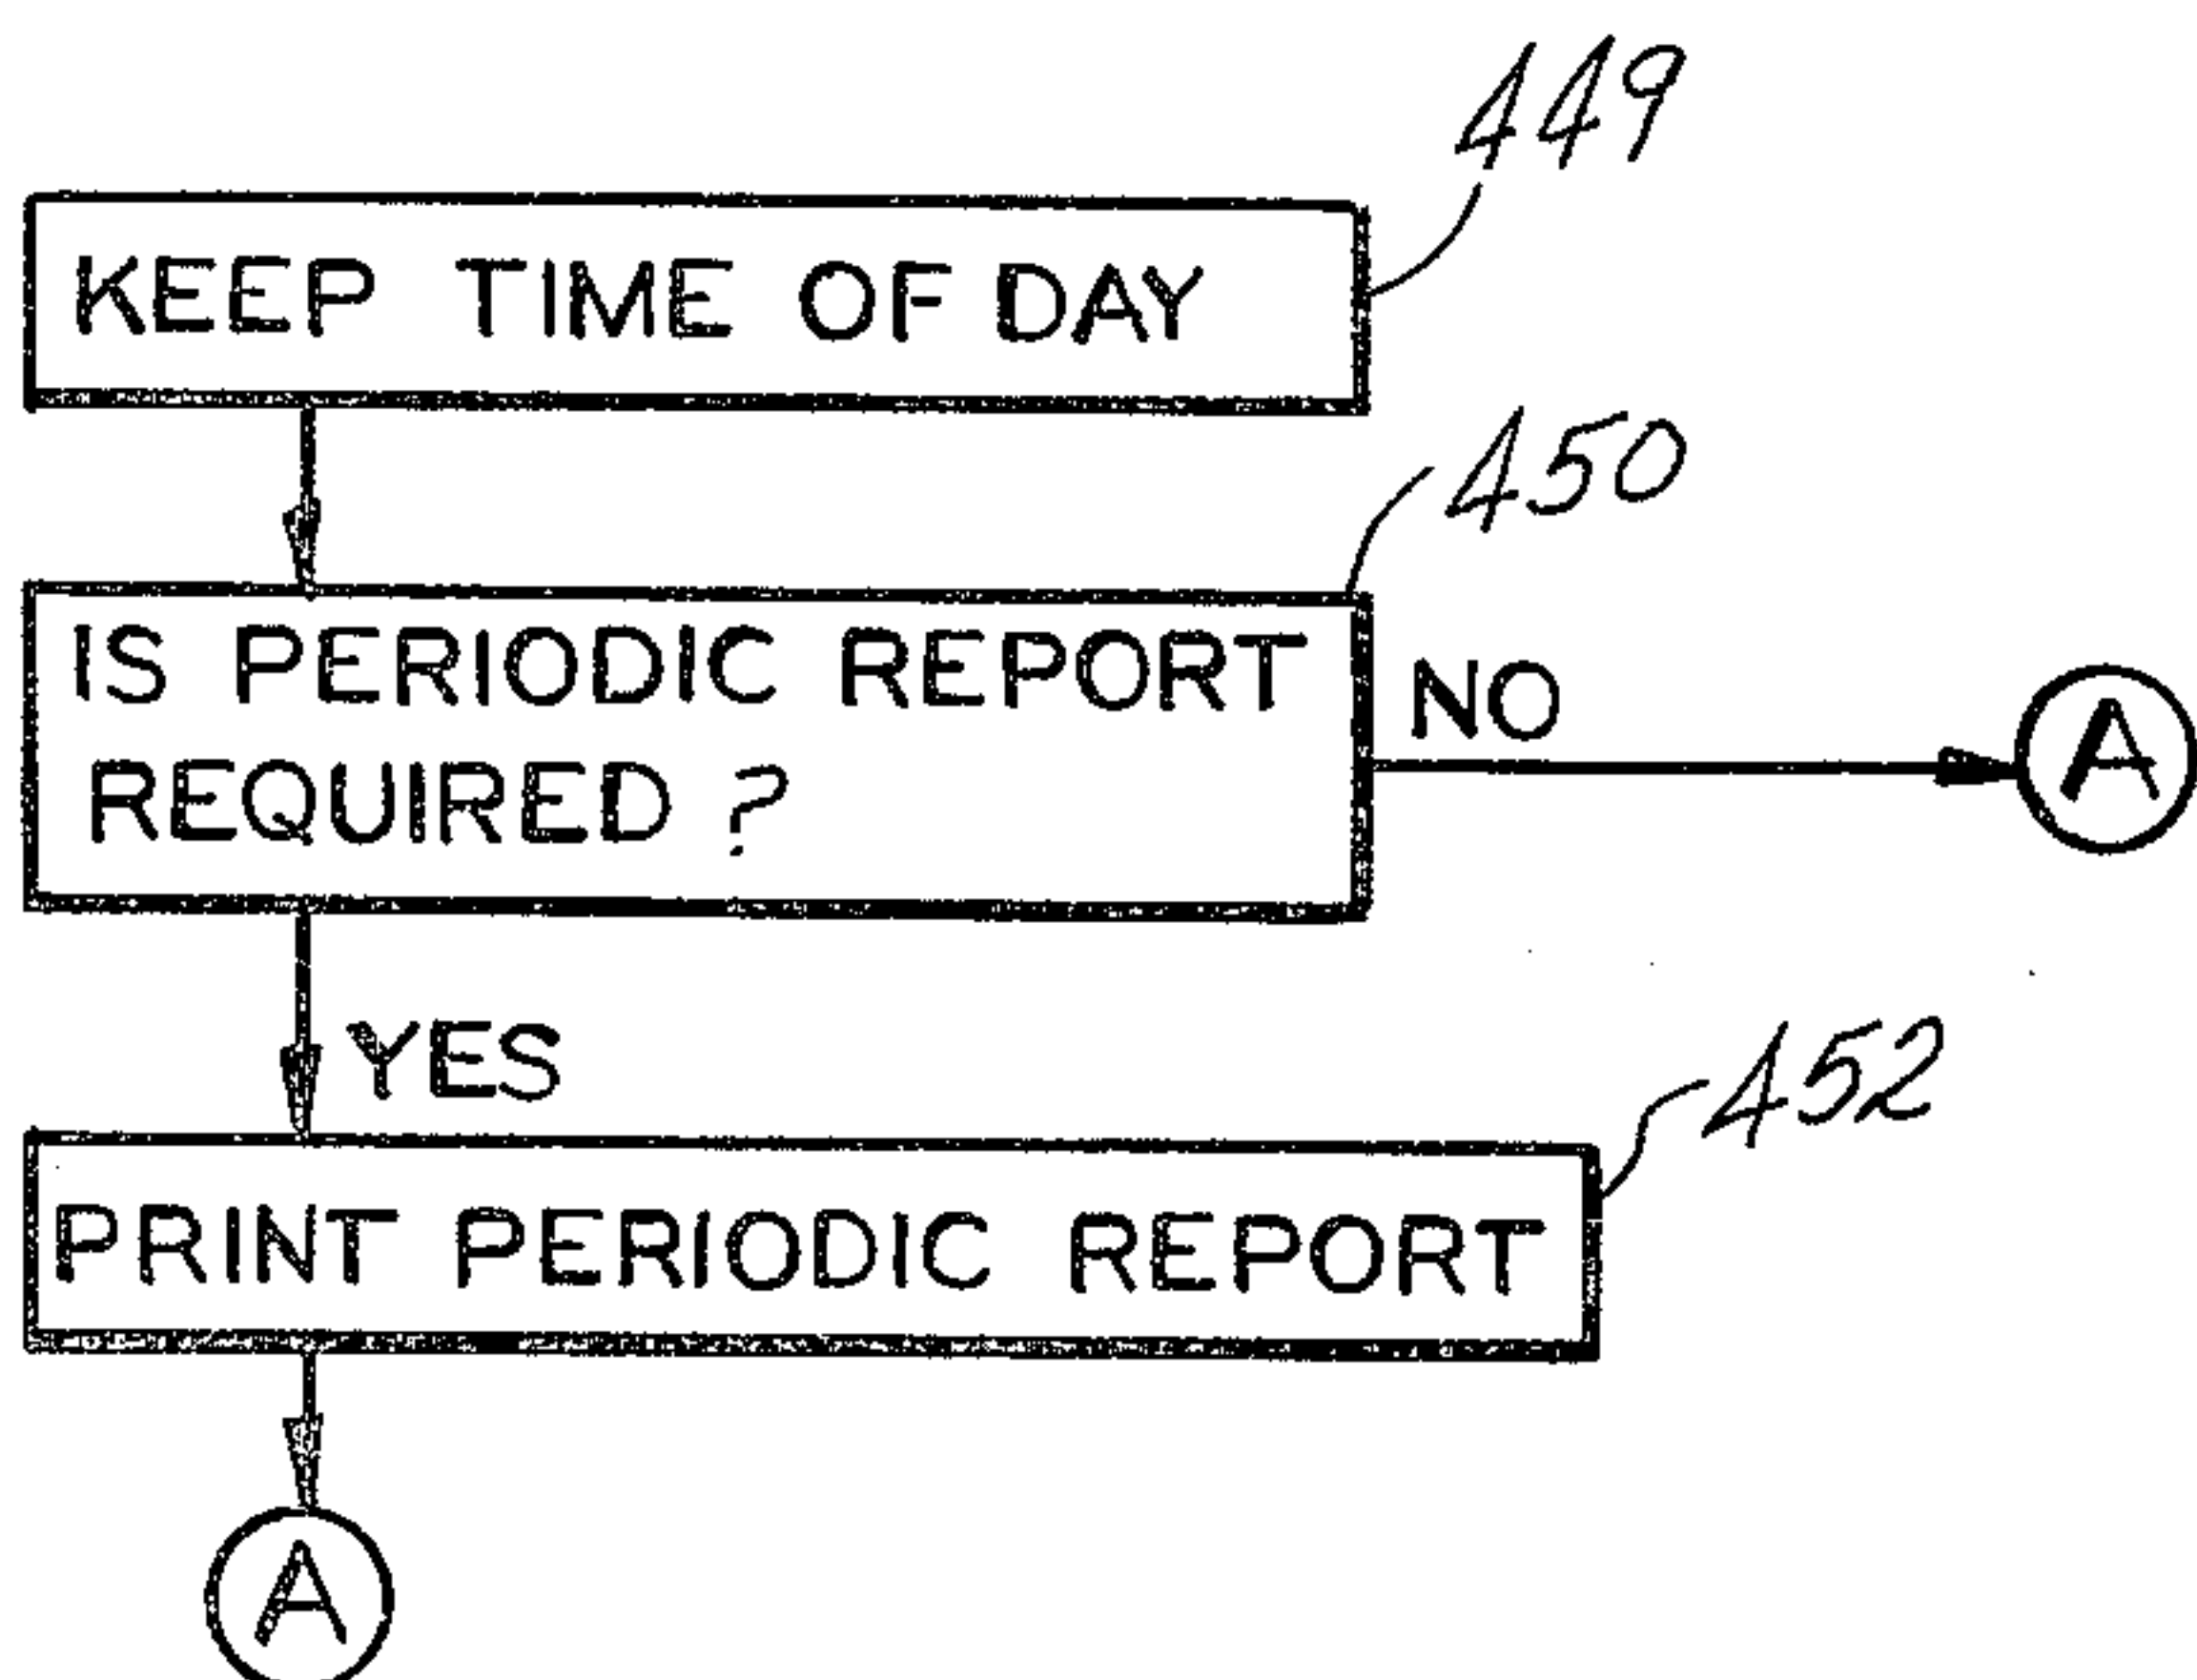 449
KEEP TIME OF DAY
450
IS PERIODIC REPORT
REQUIRED ?
NO
A
YES
452
PRINT PERIODIC REPORT
A